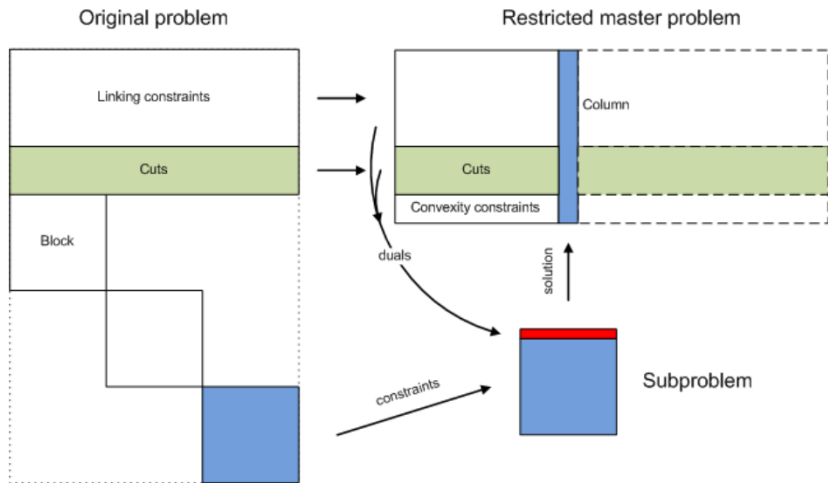 Original problem
Restricted master problem
Linking constraints
Column
Cuts
Cuts
Convexity constraints
Block
duals
solution
constraints
Subproblem